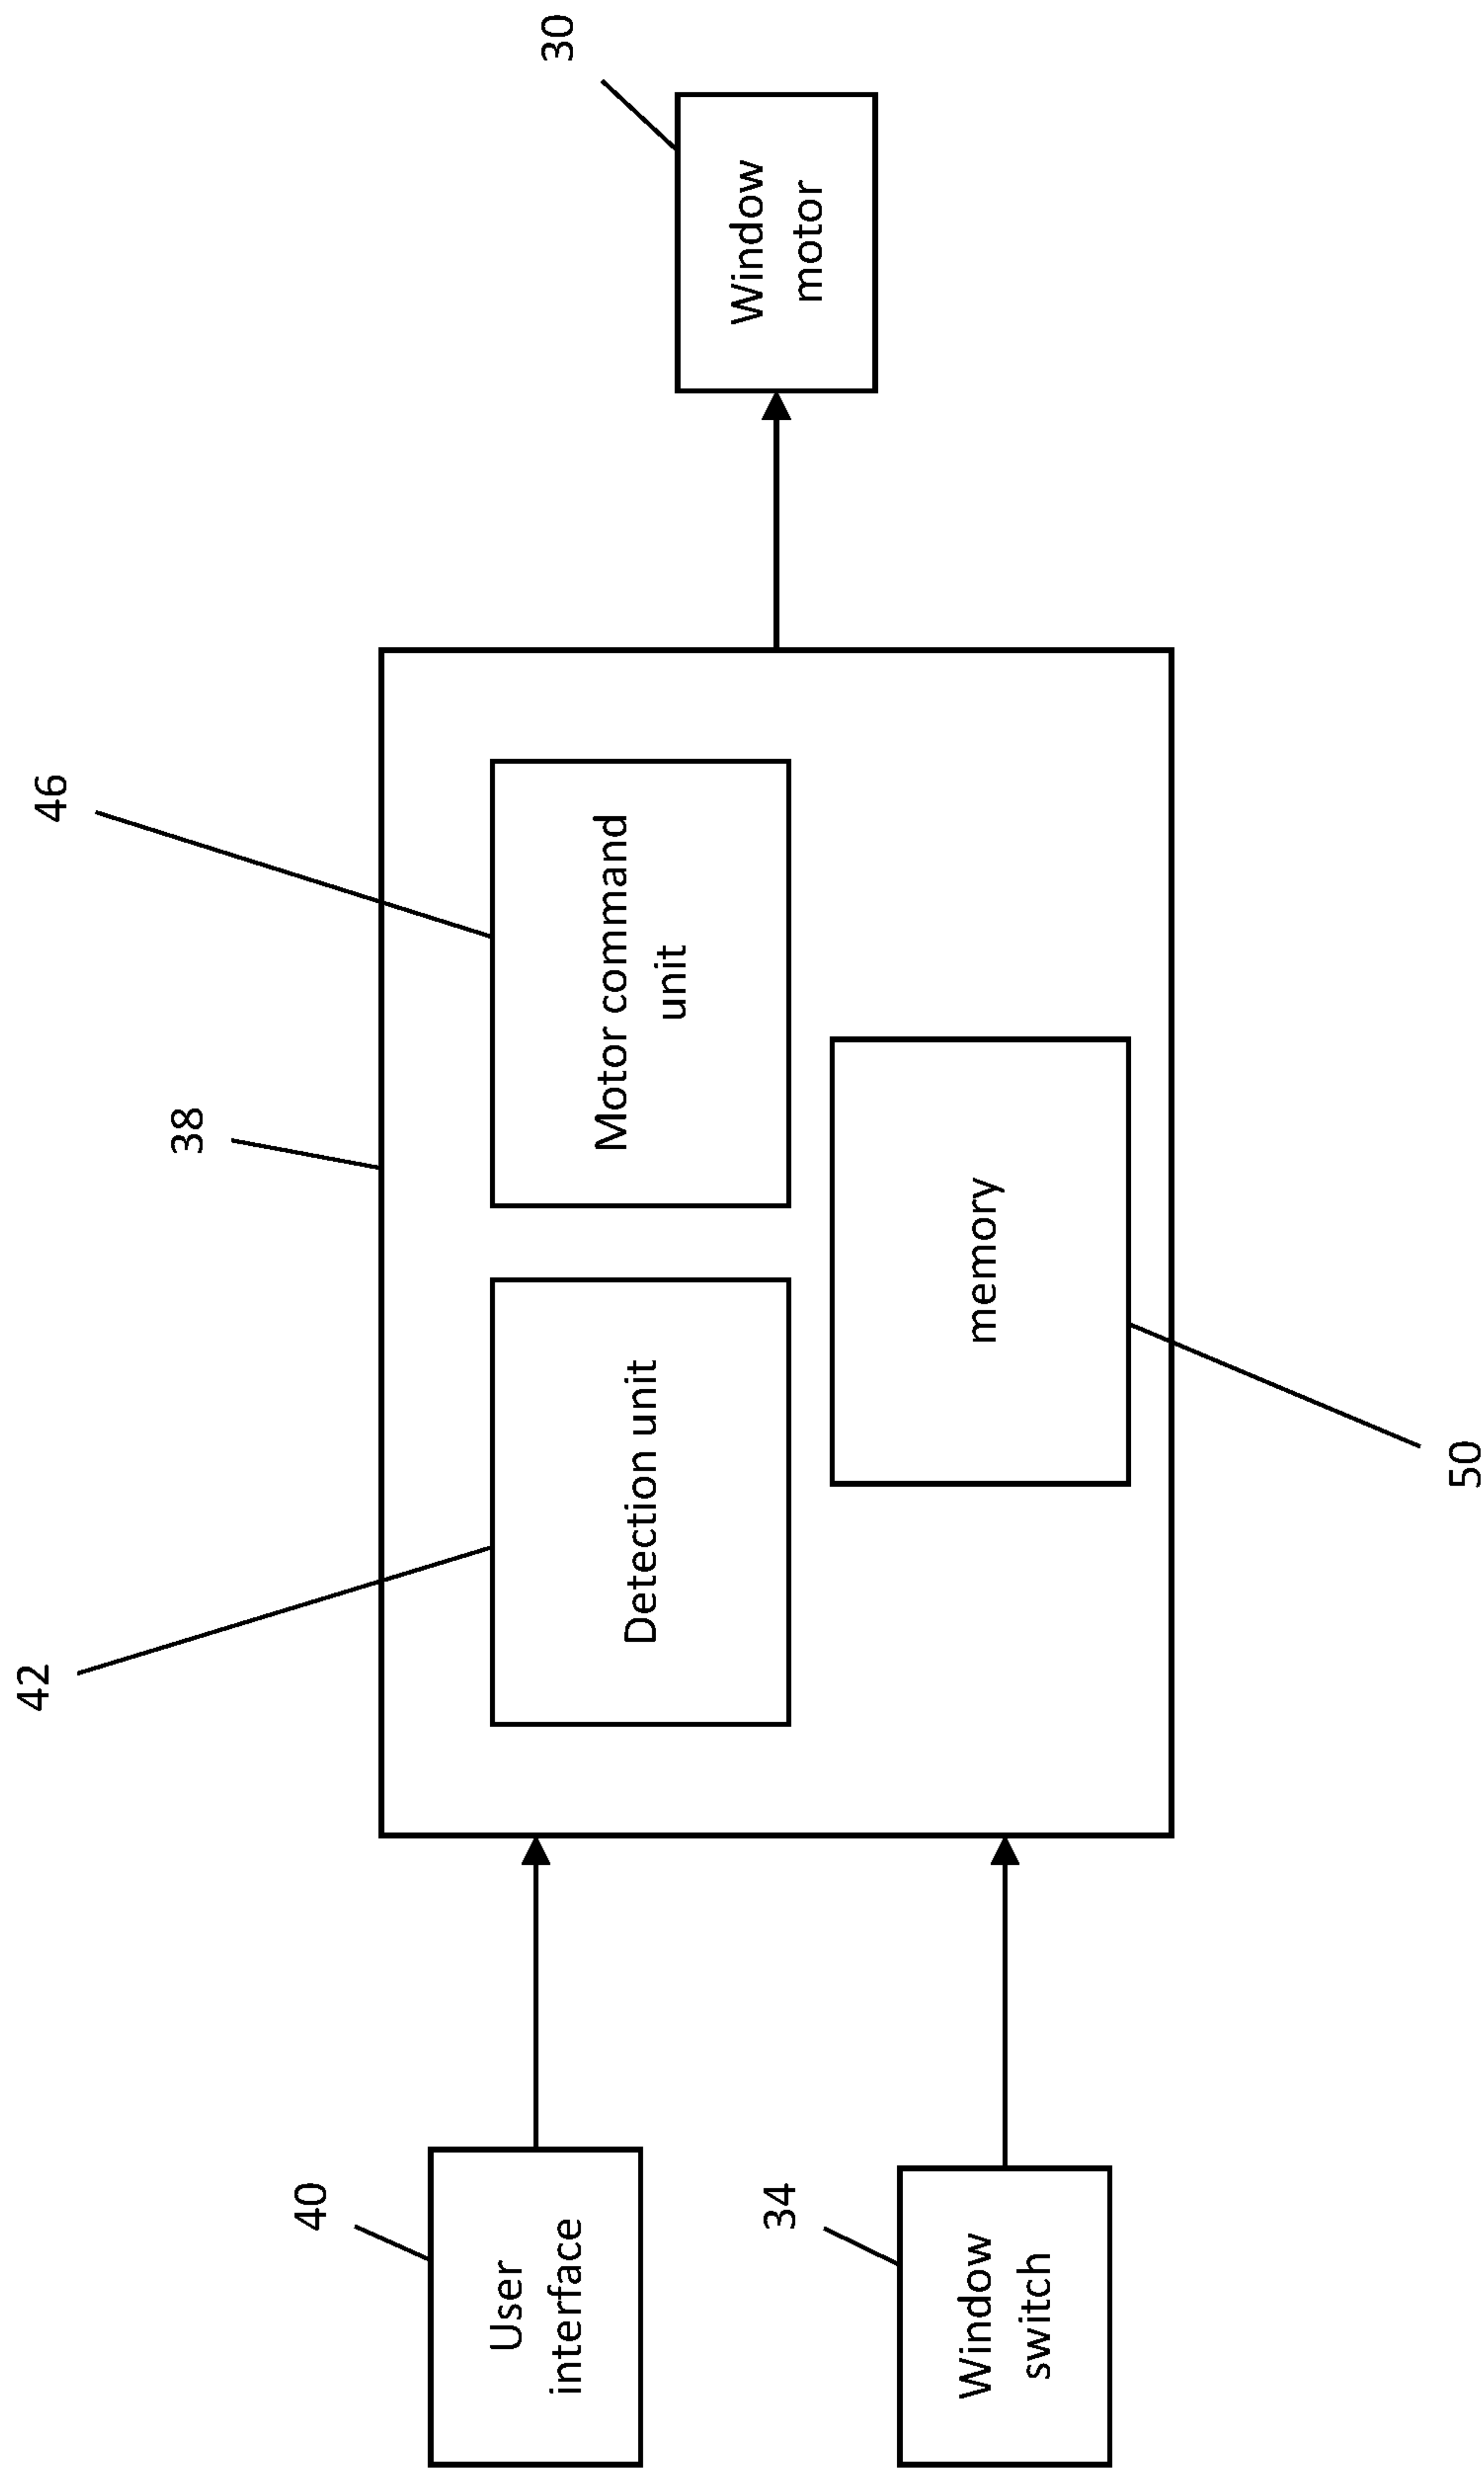 42
46
38
30
40
User
interface
Detection unit
Motor command
unit
Window
motor
34
Window
switch
memory
50